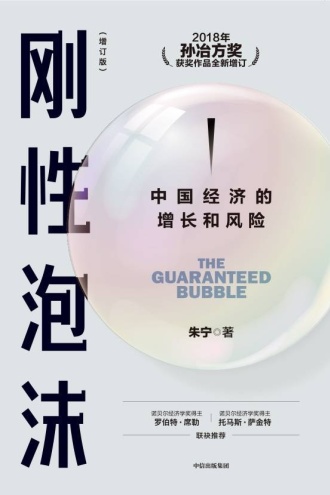 2018年
孙冶方奖
获奖作品全新增订
(增订版)
刚性泡沫
中国经济的
增长和风险
THE
GUARANTEED
BUBBLE
朱宁◎著
诺贝尔经济学奖得主
罗伯特·席勒
诺贝尔经济学奖得主
托马斯·萨金特
联袂推荐
中信出版集团